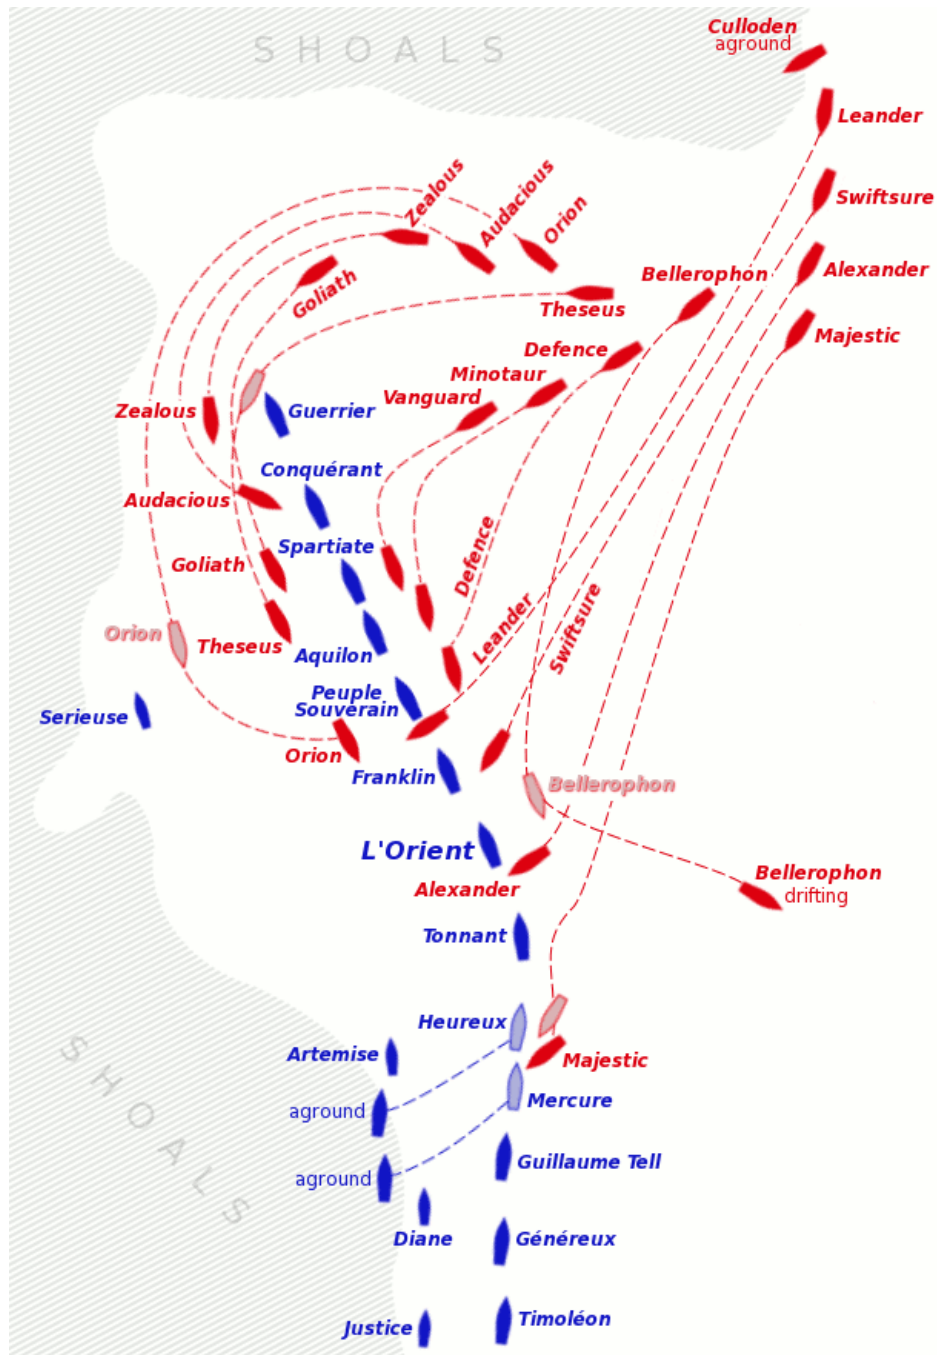 SHOALS
Culloden
aground
Leander
Swiftsure
Alexander
Majestic
Zealous
Audacious
Orion
Bellerophon
Goliath
Theseus
Defence
Minotaur
Vanguard
Zealous
Guerrier
Conquérant
Audacious
Spartiate
Goliath
Defence
Leander
Swiftsure
Orion
Theseus
Aquilon
Peuple
Souverain
Serieuse
Orion
Franklin
Bellerophon
L'Orient
Alexander
Bellerophon
drifting
Tonnant
Heureux
Artemise
Majestic
aground
Mercure
SHOALS
aground
Guillaume Tell
Diane
Généreux
Justice
Timoléon